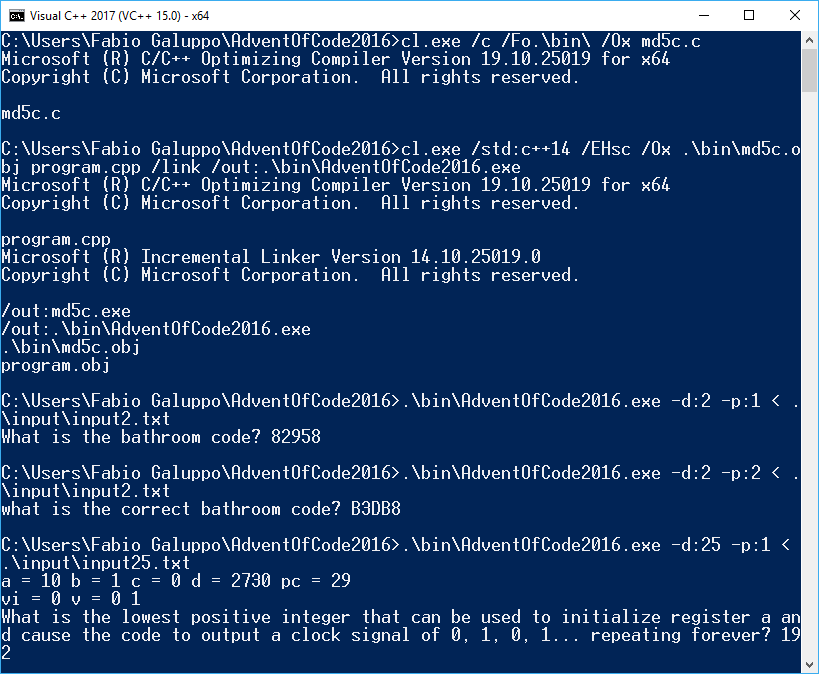 Visual C++ 2017 (VC++ 15.0) - x64
C:\Users\Fabio Galuppo\AdventOfCode2016>cl.exe /c /Fo.\bin\ /Ox md5c.c
Microsoft (R) C/C++ Optimizing Compiler Version 19.10.25019 for x64
Copyright (C) Microsoft Corporation.  All rights reserved.
md5c.c
C:\Users\Fabio Galuppo\AdventOfCode2016>cl.exe /std:c++14 /EHsc /Ox .\bin\md5c.o
bj program.cpp /link /out:.\bin\AdventOfCode2016.exe
Microsoft (R) C/C++ Optimizing Compiler Version 19.10.25019 for x64
Copyright (C) Microsoft Corporation.  All rights reserved.
program.cpp
Microsoft (R) Incremental Linker Version 14.10.25019.0
Copyright (C) Microsoft Corporation.  All rights reserved.
/out:md5c.exe
/out:.\bin\AdventOfCode2016.exe
.\bin\md5c.obj
program.obj
C:\Users\Fabio Galuppo\AdventOfCode2016>.\bin\AdventOfCode2016.exe -d:2 -p:1 < .
\input\input2.txt
What is the bathroom code? 82958
C:\Users\Fabio Galuppo\AdventOfCode2016>.\bin\AdventOfCode2016.exe -d:2 -p:2 < .
\input\input2.txt
what is the correct bathroom code? B3DB8
C:\Users\Fabio Galuppo\AdventOfCode2016>.\bin\AdventOfCode2016.exe -d:25 -p:1 <
.\input\input25.txt
a = 10 b = 1 c = 0 d = 2730 pc = 29
vi = 0 v = 0 1
What is the lowest positive integer that can be used to initialize register a an
d cause the code to output a clock signal of 0, 1, 0, 1... repeating forever? 19
2